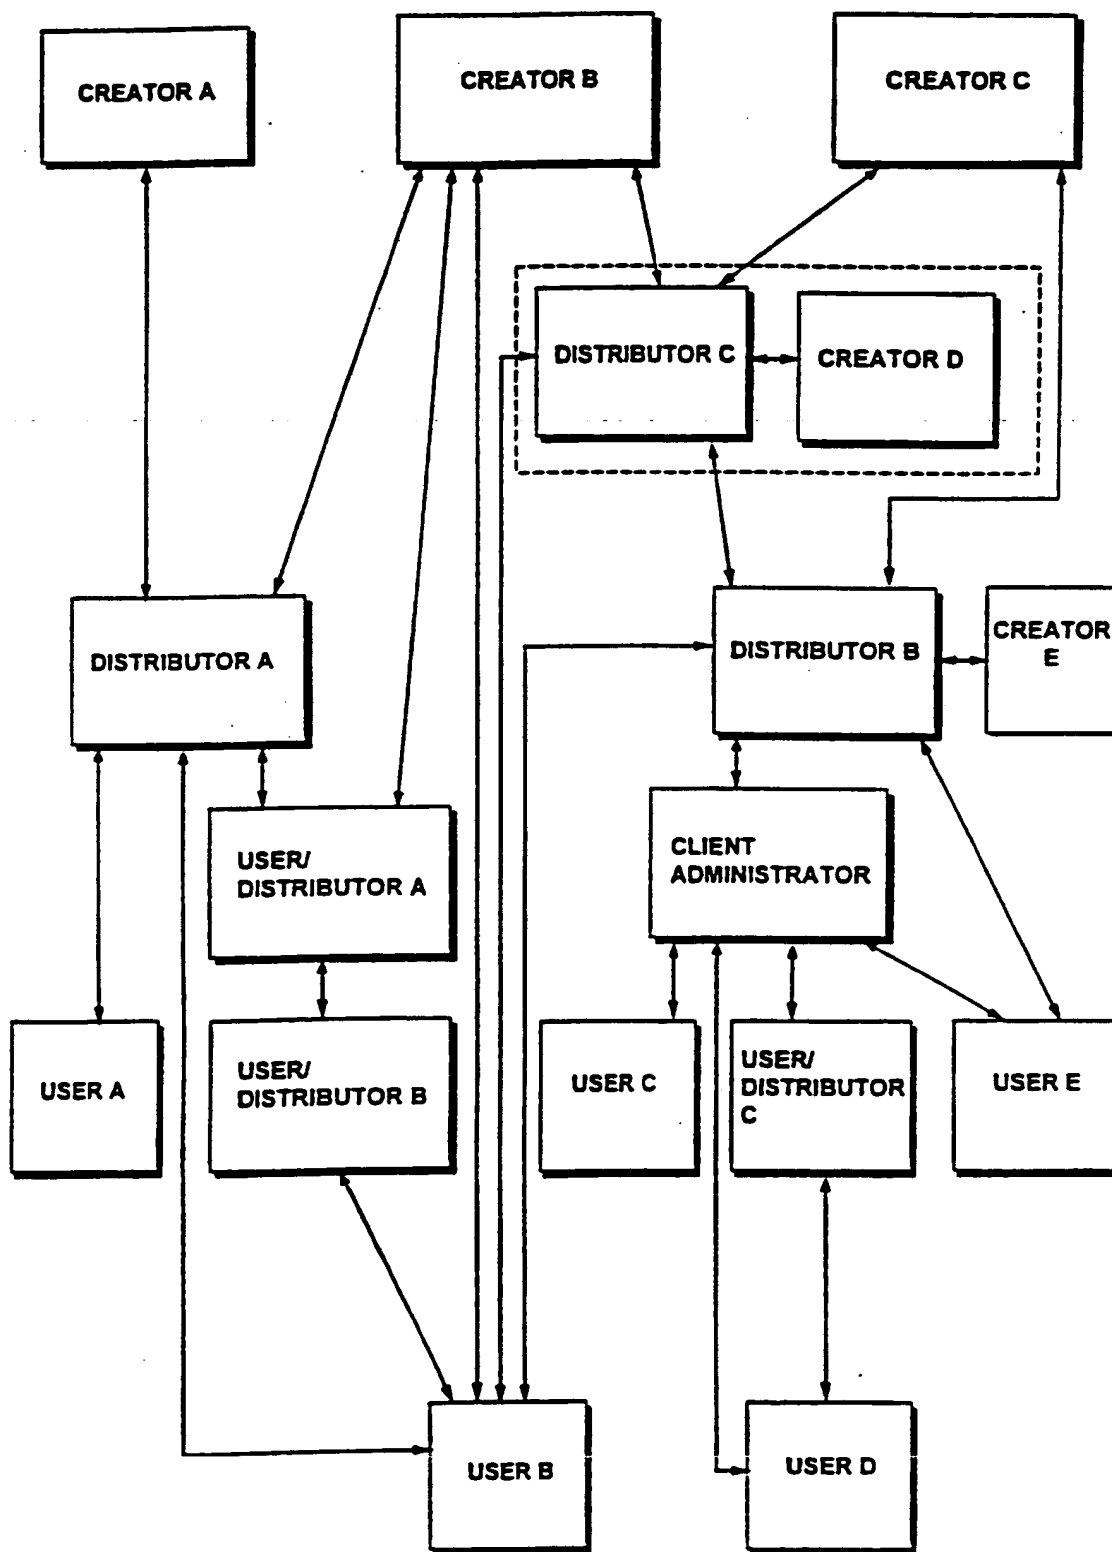 CREATOR A
CREATOR B
CREATOR C
DISTRIBUTOR C
CREATOR D
DISTRIBUTOR A
DISTRIBUTOR B
CREATOR
E
USER/
DISTRIBUTOR A
CLIENT
ADMINISTRATOR
USER A
USER/
DISTRIBUTOR B
USER C
USER/
DISTRIBUTOR
C
USER E
USER B
USER D